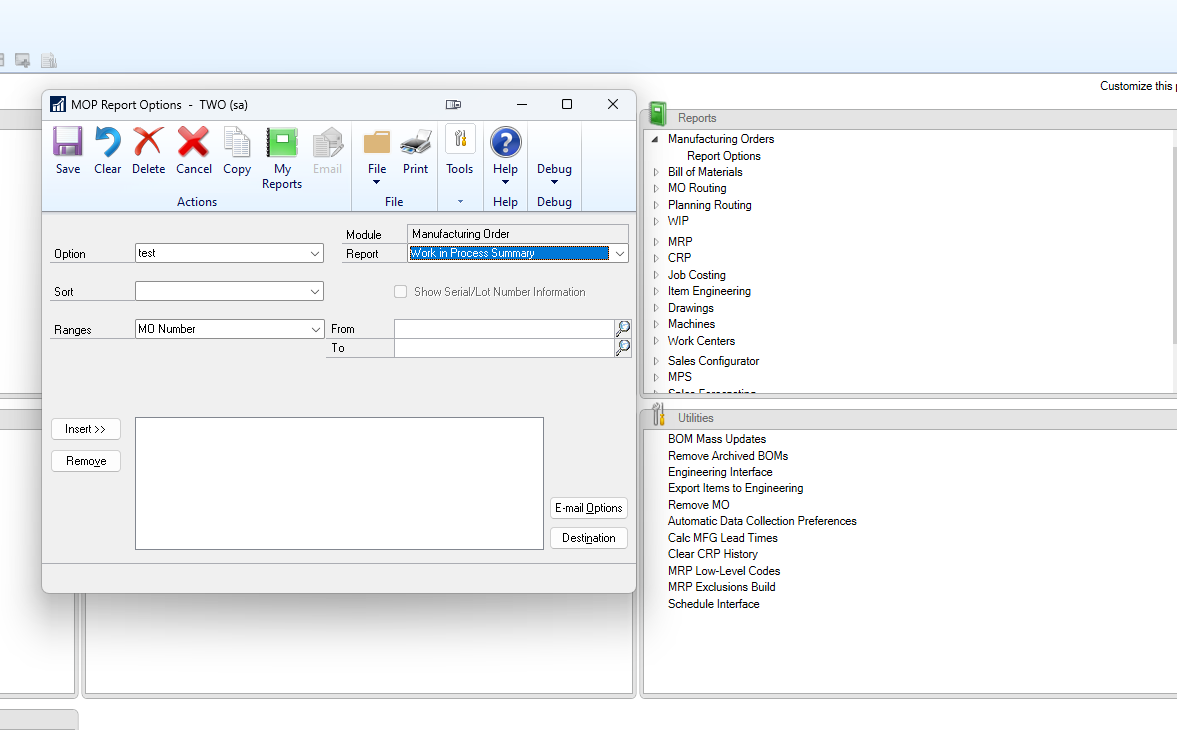 Customize this
MOP Report Options - TWO (sa)
Save Clear Delete Cancel Copy My Reports Email File Print Tools Help Debug
Actions File Help Debug
Module Manufacturing Order
Option test Report Work in Process Summary
Sort Show Serial/Lot Number Information
Ranges MO Number From
To
Insert >>
Remove
E-mail Options
Destination
Reports
Manufacturing Orders
Report Options
Bill of Materials
MO Routing
Planning Routing
WIP
MRP
CRP
Job Costing
Item Engineering
Drawings
Machines
Work Centers
Sales Configurator
MPS
Sales Forecasting
Utilities
BOM Mass Updates
Remove Archived BOMs
Engineering Interface
Export Items to Engineering
Remove MO
Automatic Data Collection Preferences
Calc MFG Lead Times
Clear CRP History
MRP Low-Level Codes
MRP Exclusions Build
Schedule Interface